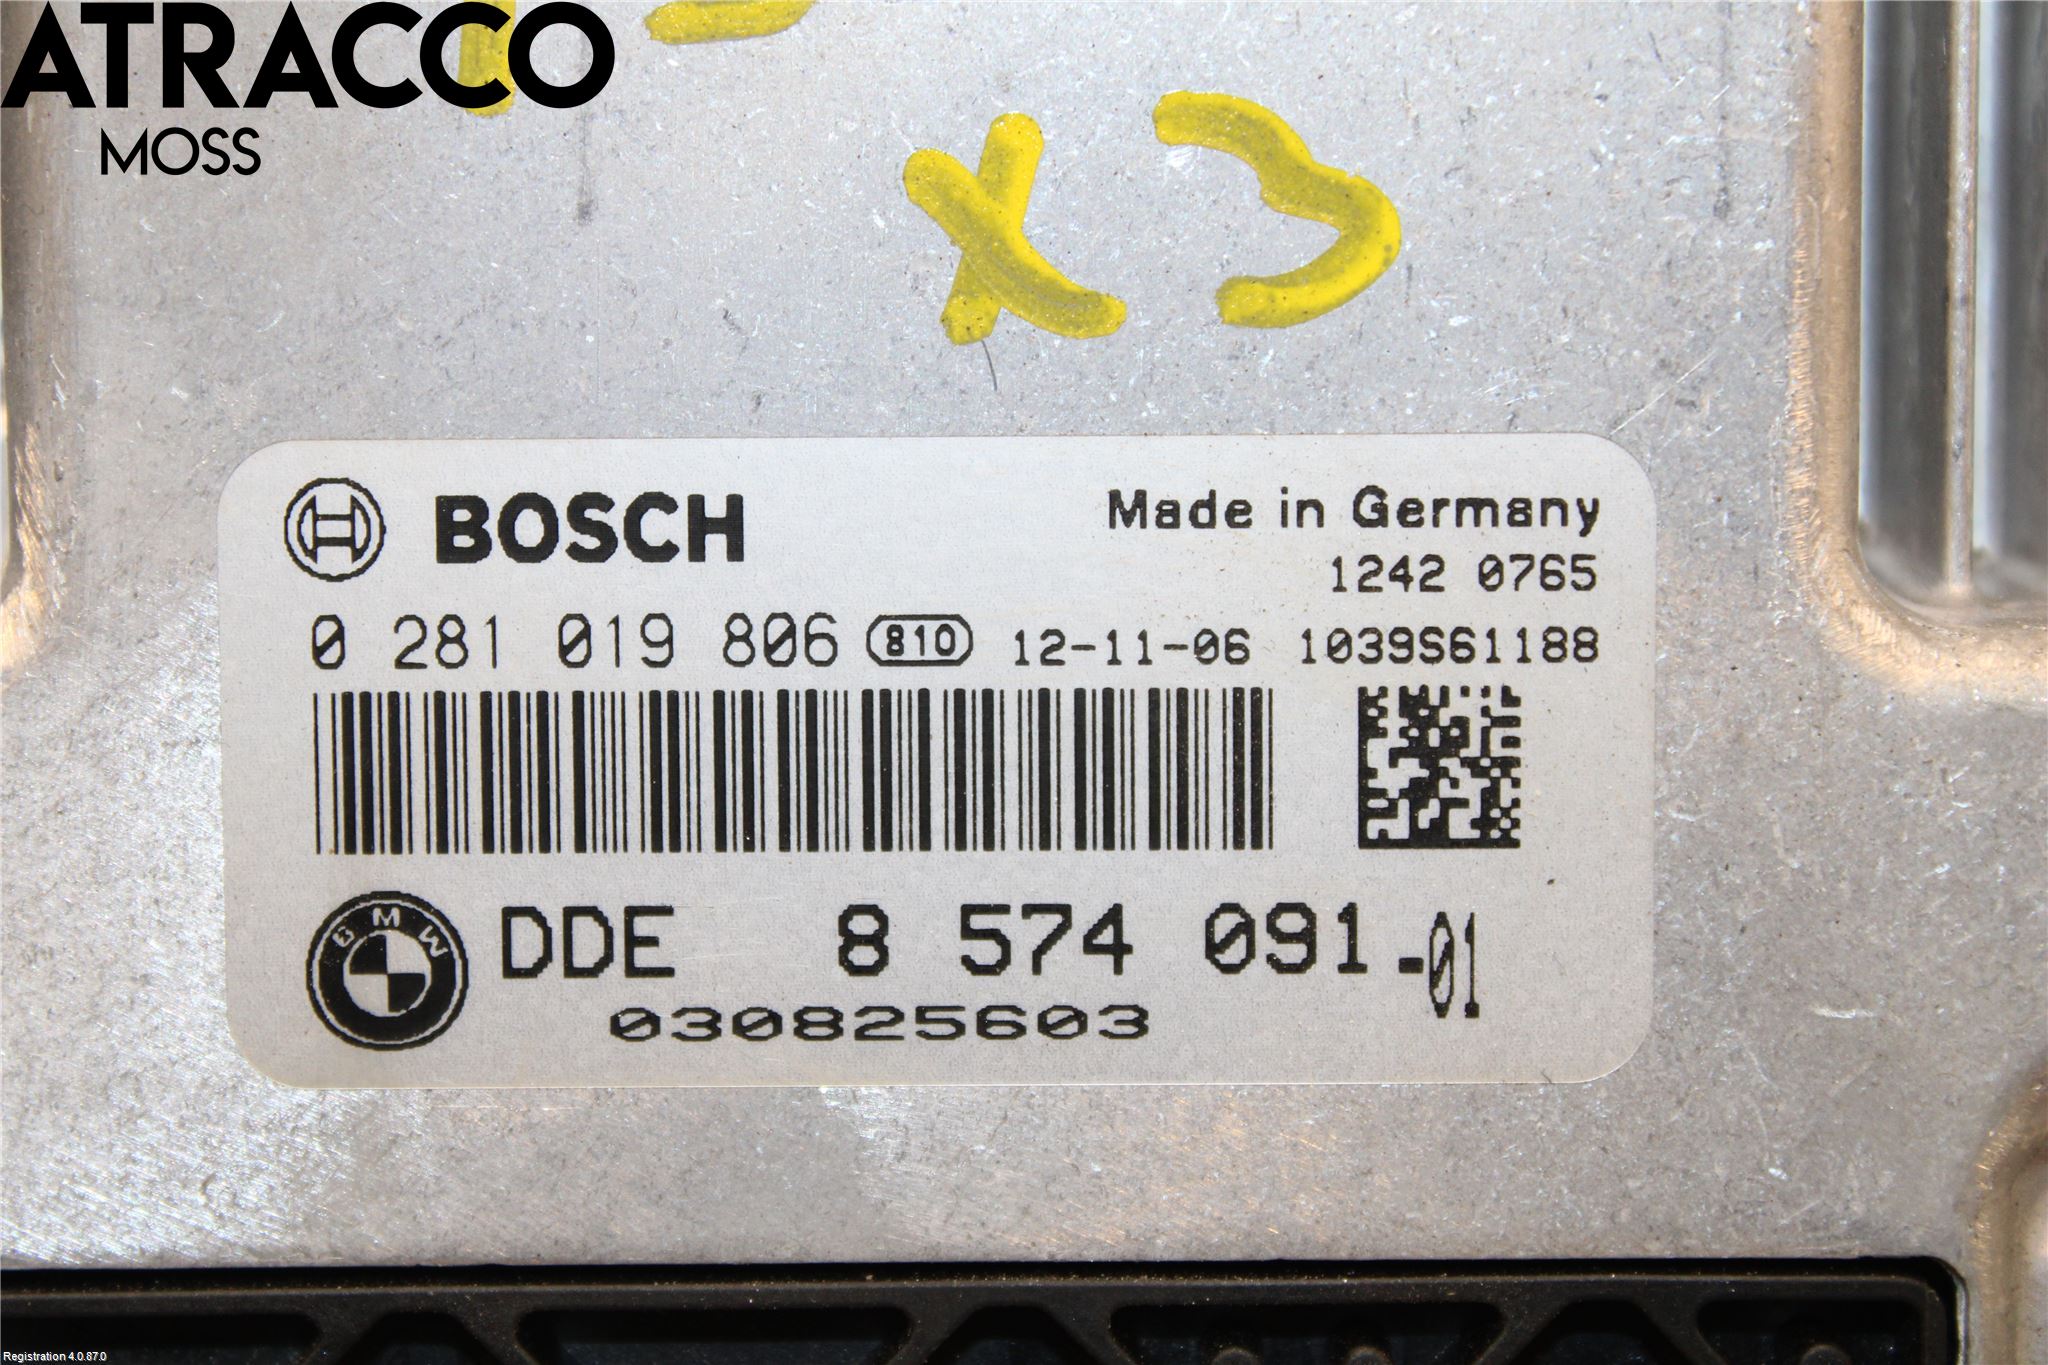 ATRACCO
MOSS
X3
BOSCH
Made in Germany
1242 0765
0 281 019 806 810 12-11-06 1039S61188
BMW
DDE 8 574 091-01
030825603
Registration 4.0.87.0